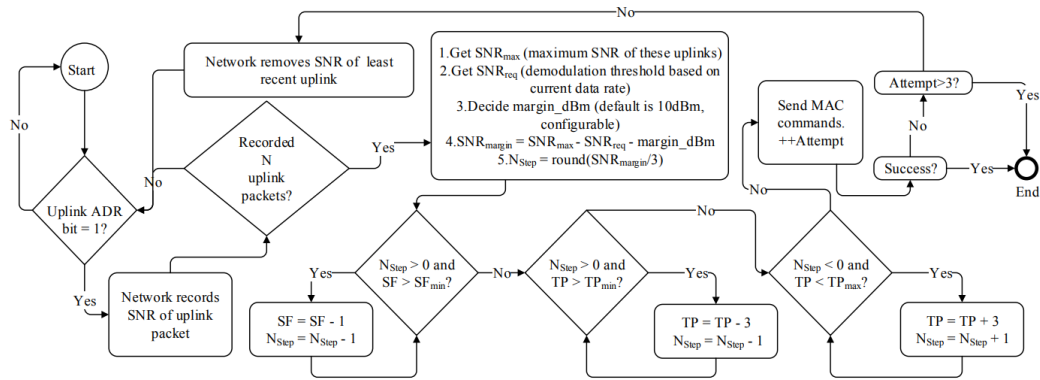 No
Start
Network removes SNR of least
recent uplink
1.Get SNRmax (maximum SNR of these uplinks)
2.Get SNRreq (demodulation threshold based on
current data rate)
3.Decide margin_dBm (default is 10dBm,
configurable)
4.SNRmargin = SNRmax - SNRreq - margin_dBm
5.NStep = round(SNRmargin/3)
Attempt>3?
Yes
Send MAC
commands.
++Attempt
No
No
Recorded
N
uplink
packets?
Yes
No
Success?
Yes
End
Uplink ADR
bit = 1?
No
No
Yes
Network records
SNR of uplink
packet
NStep > 0 and
SF > SFmin?
Yes
No
SF = SF - 1
NStep = NStep - 1
NStep > 0 and
TP > TPmin?
Yes
TP = TP - 3
NStep = NStep - 1
NStep < 0 and
TP < TPmax?
Yes
TP = TP + 3
NStep = NStep + 1